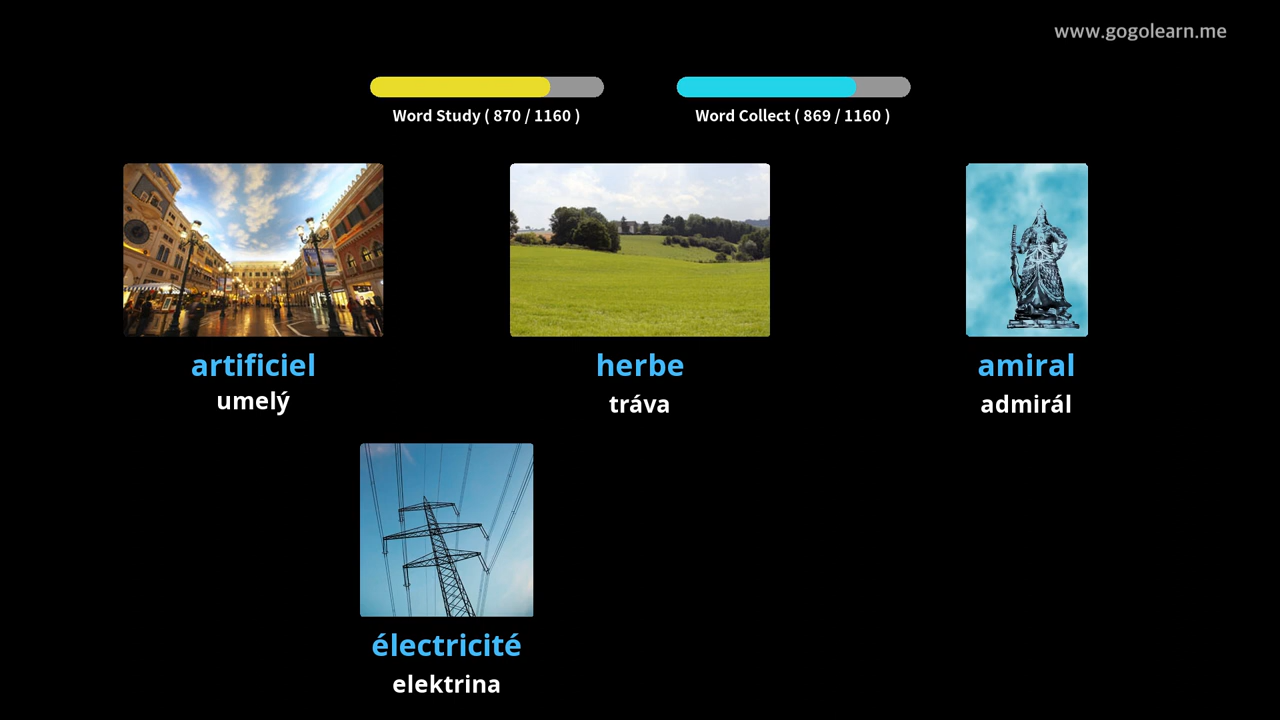 www.gogolearn.me
Word Study ( 870 / 1160 )
Word Collect ( 869 / 1160 )
artificiel
umelý
herbe
tráva
amiral
admirál
électricité
elektrina